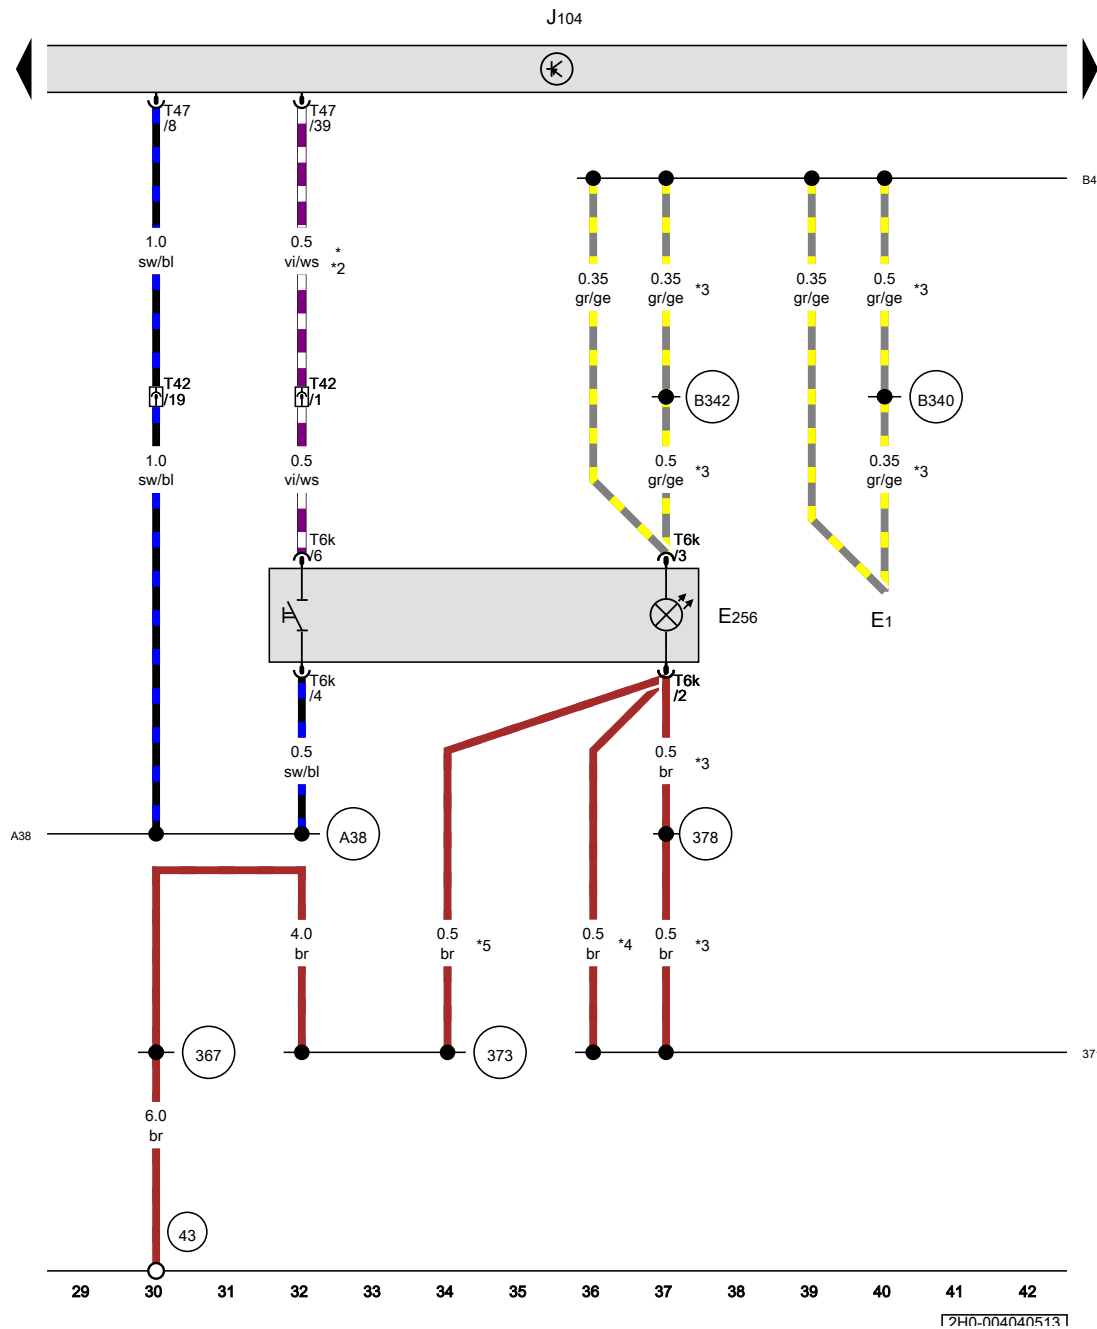 J104
T47
/8
T47
/39
B4
1.0
sw/bl
0.5
vi/ws
*
*2
0.35
gr/ge
0.35
gr/ge
*3
0.35
gr/ge
0.5
gr/ge
*3
T42
/19
T42
/1
B342
B340
1.0
sw/bl
0.5
vi/ws
0.5
gr/ge
*3
0.35
gr/ge
*3
T6k
/6
T6k
/3
E256
E1
T6k
/4
T6k
/2
0.5
sw/bl
0.5
br
*3
A38
A38
378
4.0
br
0.5
br
*5
0.5
br
*4
0.5
br
*3
367
373
37
6.0
br
43
29 30 31 32 33 34 35 36 37 38 39 40 41 42
2H0-004040513